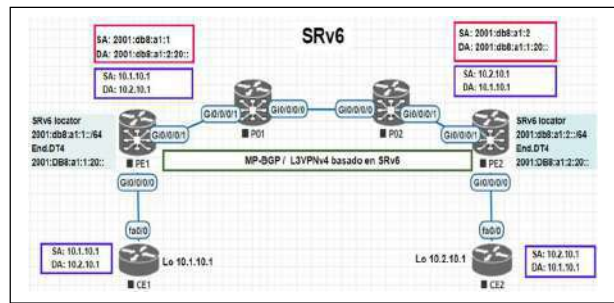 SRv6
SA: 2001:db8:a1:1
DA: 2001:db8:a1:2:20::
SA: 10.1.10.1
DA: 10.2.10.1
SA: 2001:db8:a1:2
DA: 2001:db8:a1:1:20::
SA: 10.2.10.1
DA: 10.1.10.1
Gi0/0/0/1
P01
Gi0/0/0/0
Gi0/0/0/0
P02
Gi0/0/0/1
SRv6 locator
2001:db8:a1:1::/64
End.DT4
2001:DB8:a1:1:20::
PE1
Gi0/0/0/1
Gi0/0/0/0
MP-BGP / L3VPNv4 basado en SRv6
Gi0/0/0/1
PE2
Gi0/0/0/0
SRv6 locator
2001:db8:a1:2::/64
End.DT4
2001:DB8:a1:2:20::
SA: 10.1.10.1
DA: 10.2.10.1
fa0/0
Lo 10.1.10.1
CE1
Lo 10.2.10.1
fa0/0
CE2
SA: 10.2.10.1
DA: 10.1.10.1